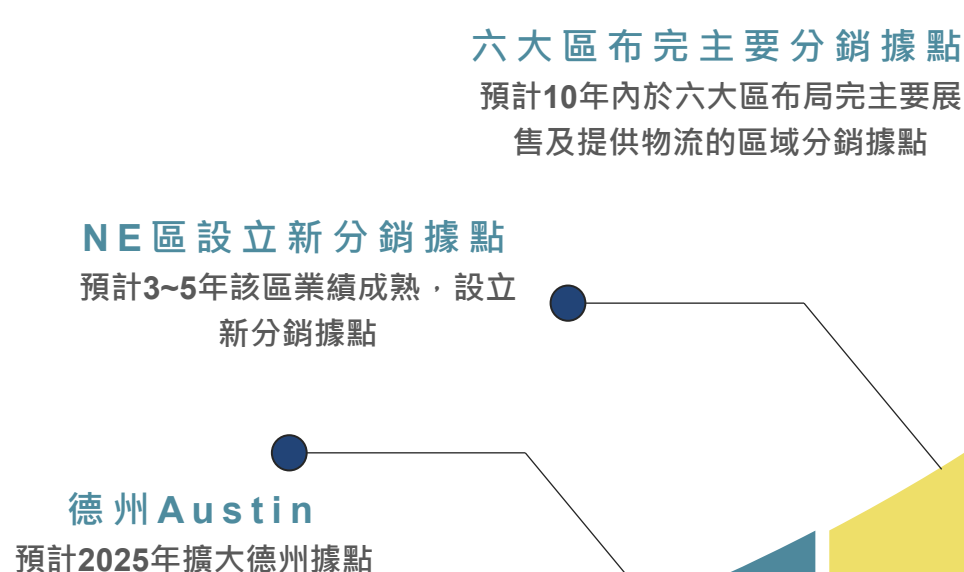 六大區布完主要分銷據點
預計10年內於六大區布局完主要展
售及提供物流的區域分銷據點
NE區設立新分銷據點
預計3~5年該區業績成熟，設立
新分銷據點
德州Austin
預計2025年擴大德州據點